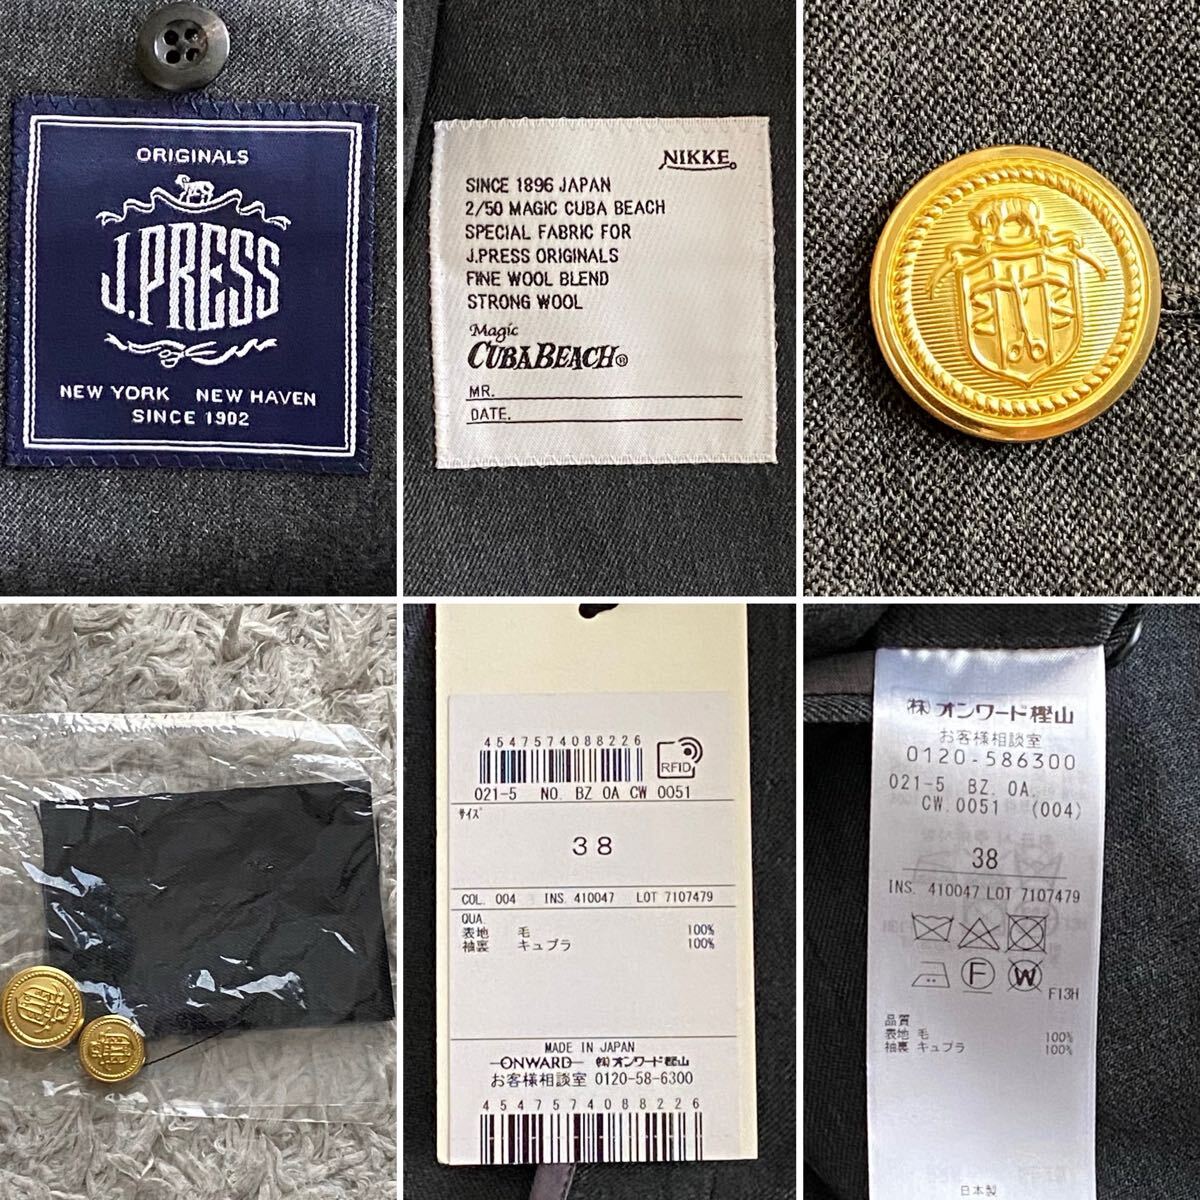 ORIGINALS
J.PRESS
NEW YORK NEW HAVEN
SINCE 1902
NIKKE
SINCE 1896 JAPAN
2/50 MAGIC CUBA BEACH
SPECIAL FABRIC FOR
J.PRESS ORIGINALS
FINE WOOL BLEND
STRONG WOOL
Magic
CUBABEACH®
MR.
DATE.
4547574088226
RFID
021-5 NO. BZ 0A CW 0051
サイズ
38
COL. 004 INS 410047 LOT 7107479
QUA.
表地 毛 100%
袖裏 キュプラ 100%
MADE IN JAPAN
ONWARD ㈱オンワード樫山
お客様相談室 0120-58-6300
4547574088226
㈱オンワード樫山
お客様相談室
0120-586300
021-5 BZ. 0A.
CW.0051 (004)
38
INS. 410047 LOT 7107479
F
W
F13H
品質
表地 毛 100%
袖裏 キュプラ 100%
日本製